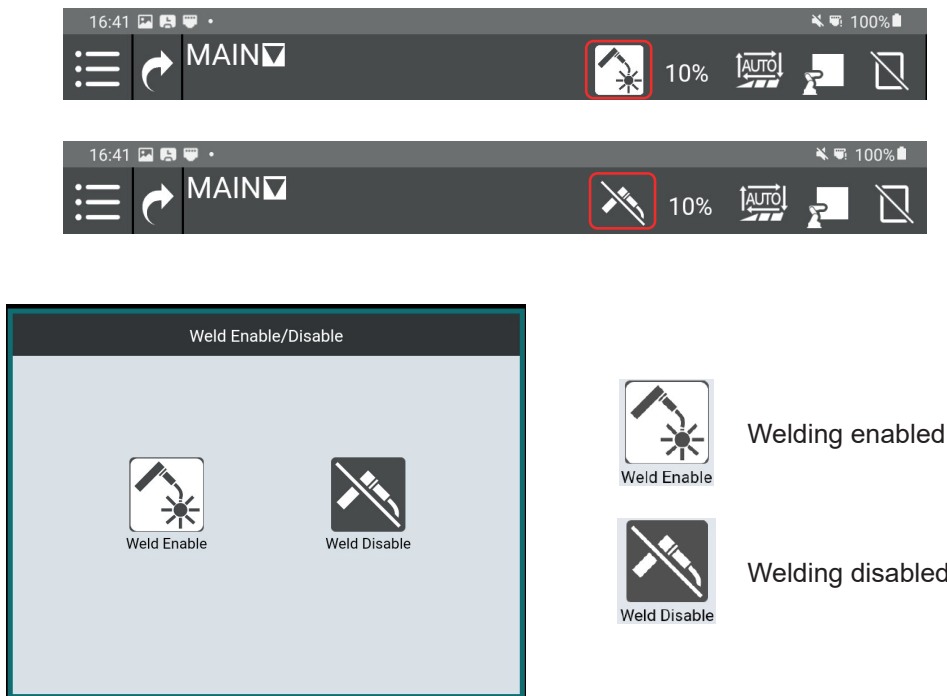 16:41 100%
MAIN 10% AUTO
16:41 100%
MAIN 10% AUTO
Weld Enable/Disable
Weld Enable Weld Disable
Weld Enable
Welding enabled
Weld Disable
Welding disabled